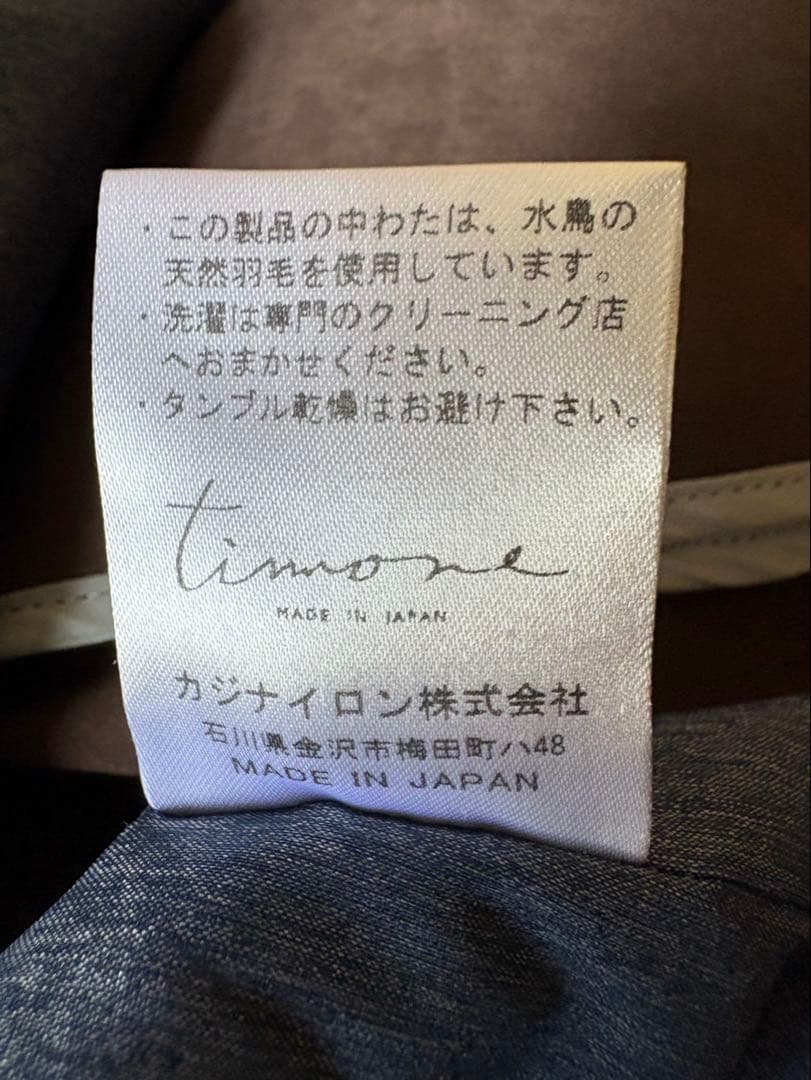 ・この製品の中わたは、水鳥の
天然羽毛を使用しています。
・洗濯は専門のクリーニング店
へおまかせください。
・タンブル乾燥はお避け下さい。
timone
MADE IN JAPAN
カジナイロン株式会社
石川県金沢市梅田町ハ48
MADE IN JAPAN